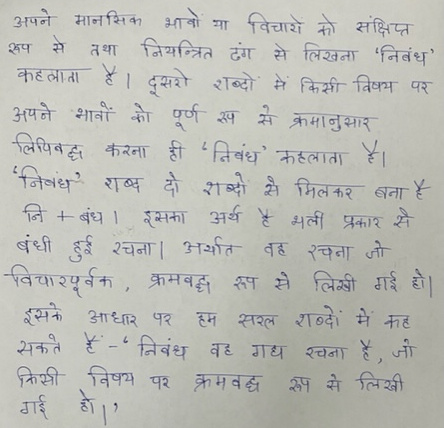 अपने मानसिक भावों या विचारों को संक्षिप्त
रूप से तथा नियन्त्रित ढंग से लिखना 'निबंध'
कहलाता है। दूसरो शब्दों में किसी विषय पर
अपने भावों को पूर्ण रूप से क्रमानुसार
लिपिबद्ध करना ही 'निबंध' कहलाता है।
'निबंध' शब्द दो शब्दों से मिलकर बना है
नि + बंध। इसका अर्थ है भली प्रकार से
बंधी हुई रचना। अर्थात वह रचना जो
विचारपूर्वक, क्रमबद्ध रूप से लिखी गई हो।
इसके आधार पर हम सरल शब्दों में कह
सकते हैं - 'निबंध वह गद्य रचना है, जो
किसी विषय पर क्रमबद्ध रूप से लिखी
गई हो।'